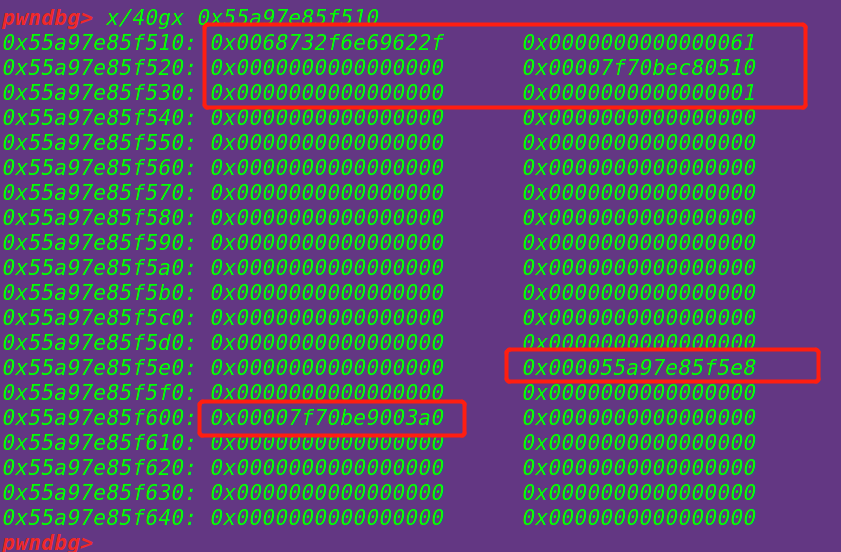 pwndbg> x/40gx 0x55a97e85f510
0x55a97e85f510: 0x0068732f6e69622f 0x0000000000000061
0x55a97e85f520: 0x0000000000000000 0x00007f70bec80510
0x55a97e85f530: 0x0000000000000000 0x0000000000000001
0x55a97e85f540: 0x0000000000000000 0x0000000000000000
0x55a97e85f550: 0x0000000000000000 0x0000000000000000
0x55a97e85f560: 0x0000000000000000 0x0000000000000000
0x55a97e85f570: 0x0000000000000000 0x0000000000000000
0x55a97e85f580: 0x0000000000000000 0x0000000000000000
0x55a97e85f590: 0x0000000000000000 0x0000000000000000
0x55a97e85f5a0: 0x0000000000000000 0x0000000000000000
0x55a97e85f5b0: 0x0000000000000000 0x0000000000000000
0x55a97e85f5c0: 0x0000000000000000 0x0000000000000000
0x55a97e85f5d0: 0x0000000000000000 0x0000000000000000
0x55a97e85f5e0: 0x0000000000000000 0x000055a97e85f5e8
0x55a97e85f5f0: 0x0000000000000000 0x0000000000000000
0x55a97e85f600: 0x00007f70be9003a0 0x0000000000000000
0x55a97e85f610: 0x0000000000000000 0x0000000000000000
0x55a97e85f620: 0x0000000000000000 0x0000000000000000
0x55a97e85f630: 0x0000000000000000 0x0000000000000000
0x55a97e85f640: 0x0000000000000000 0x0000000000000000
pwndbg>